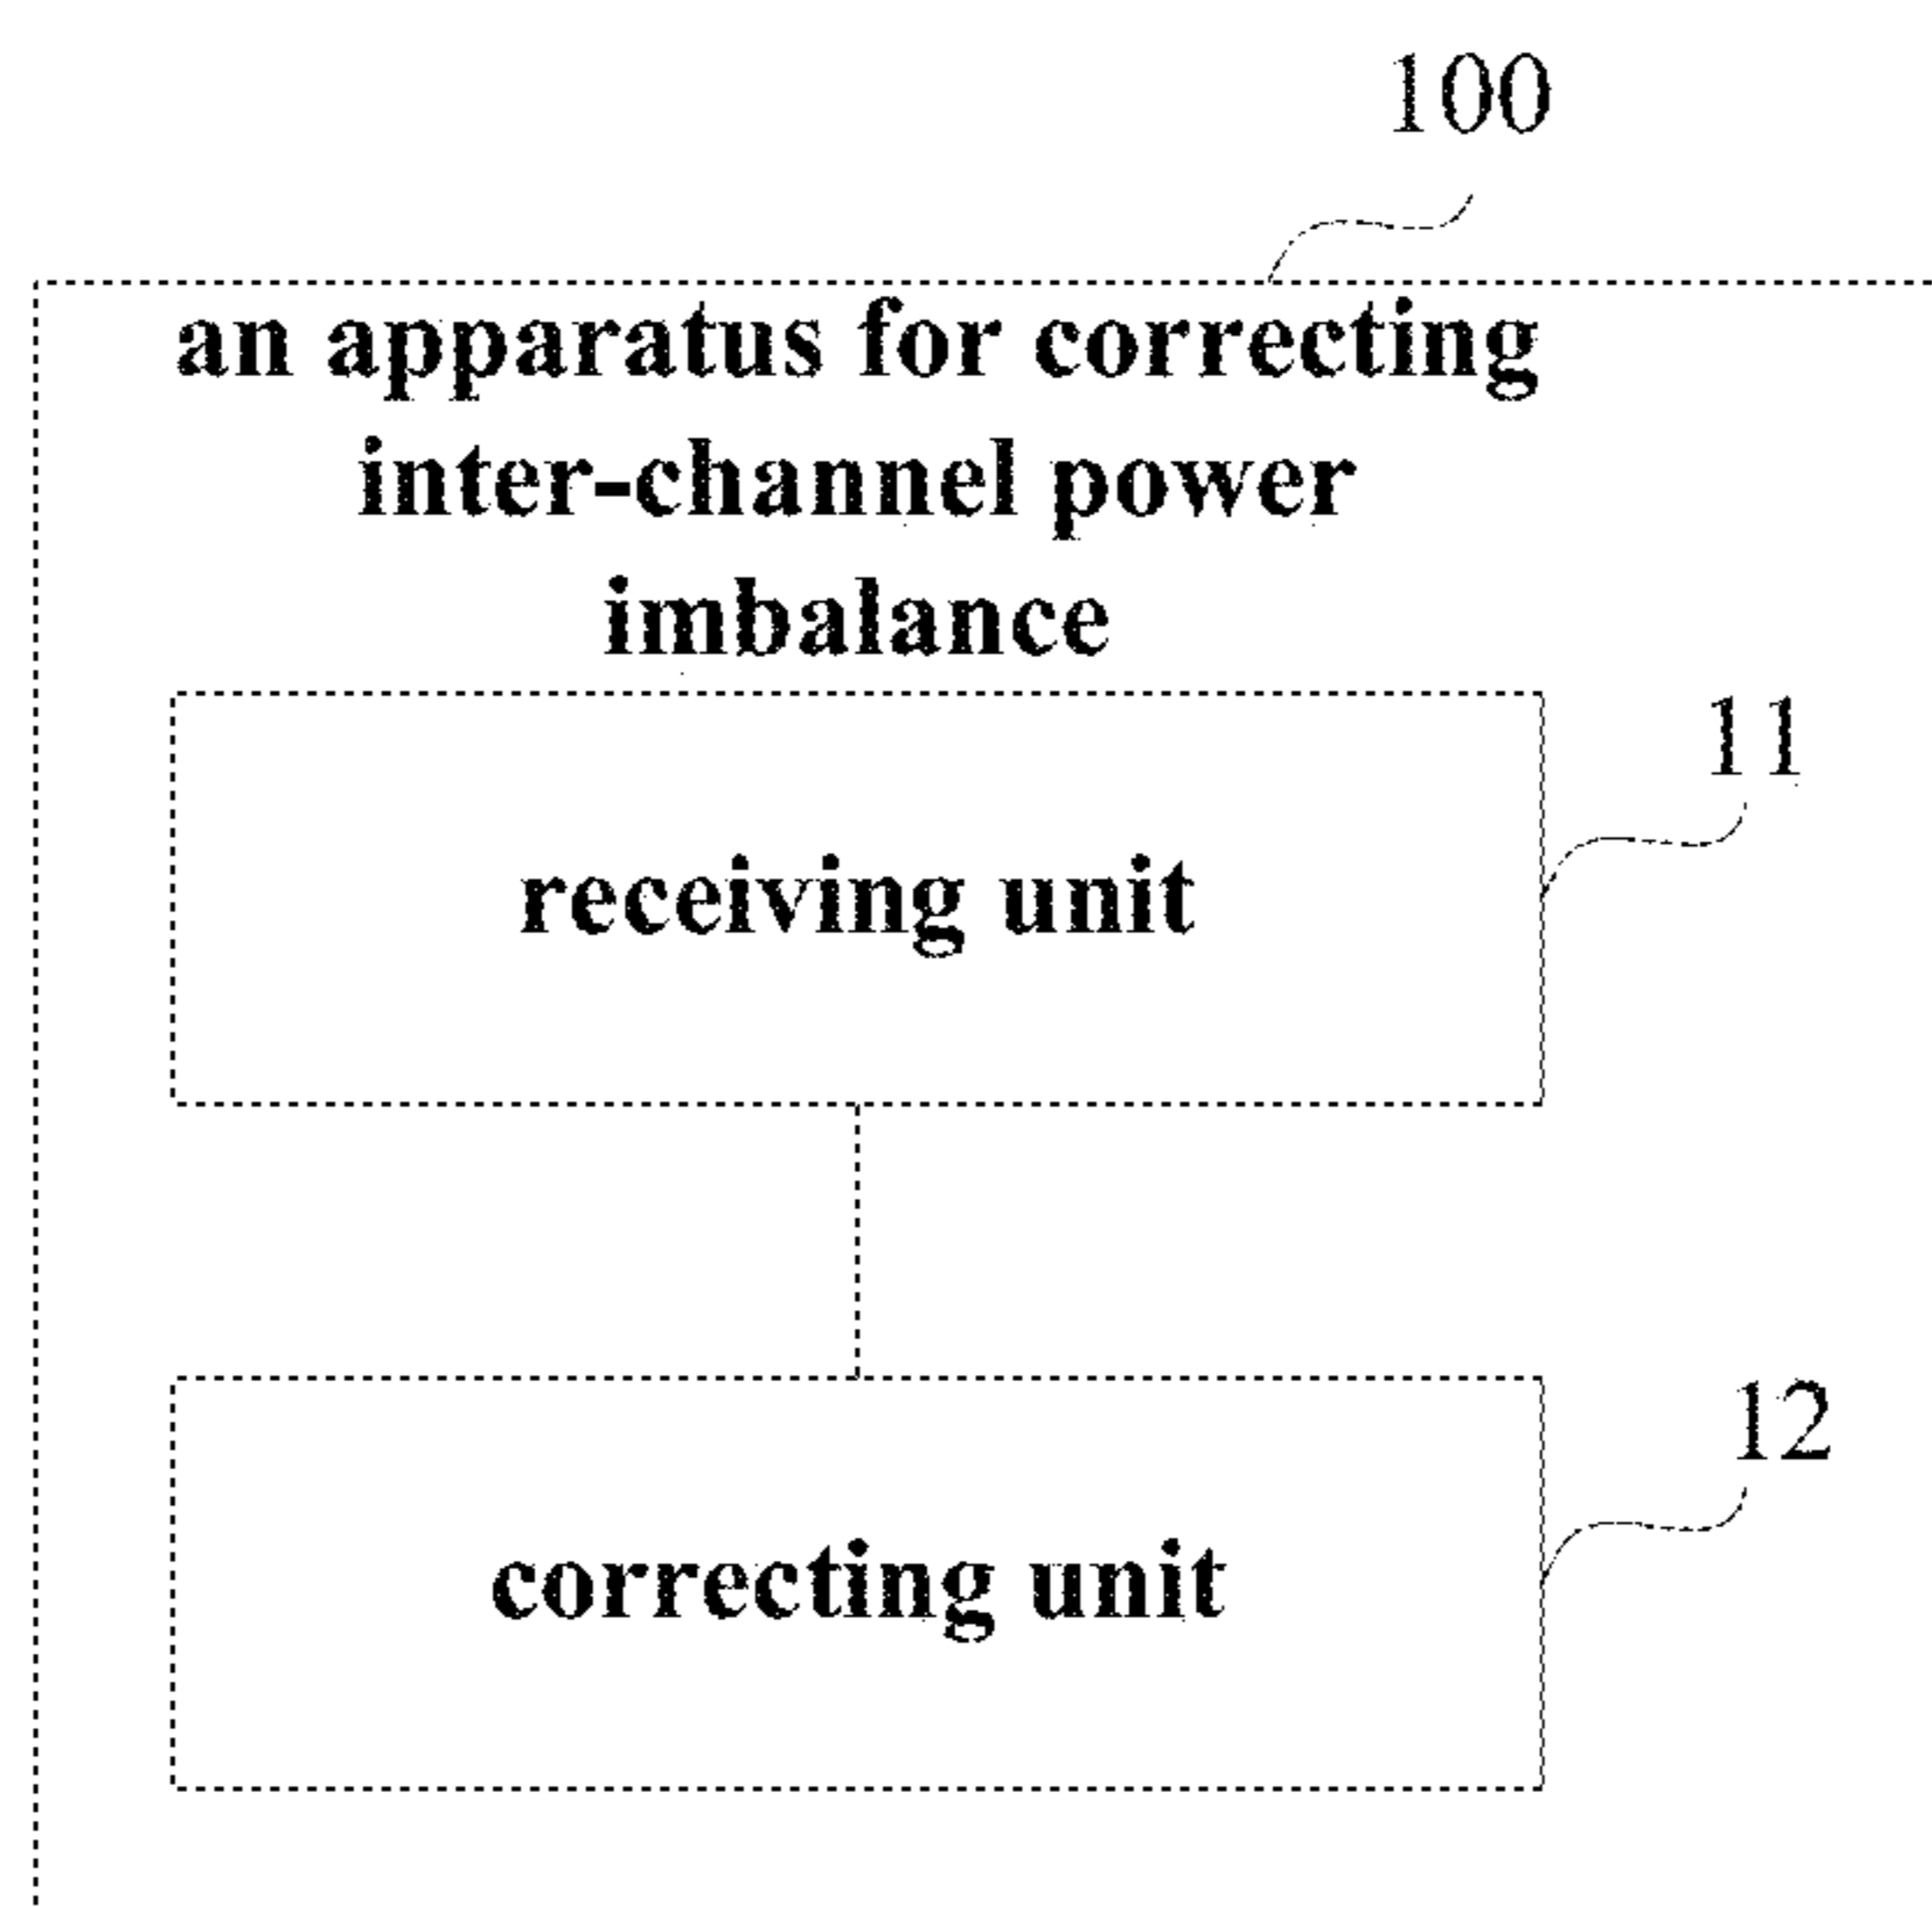 100
an apparatus for correcting
inter-channel power
imbalance
11
receiving unit
12
correcting unit